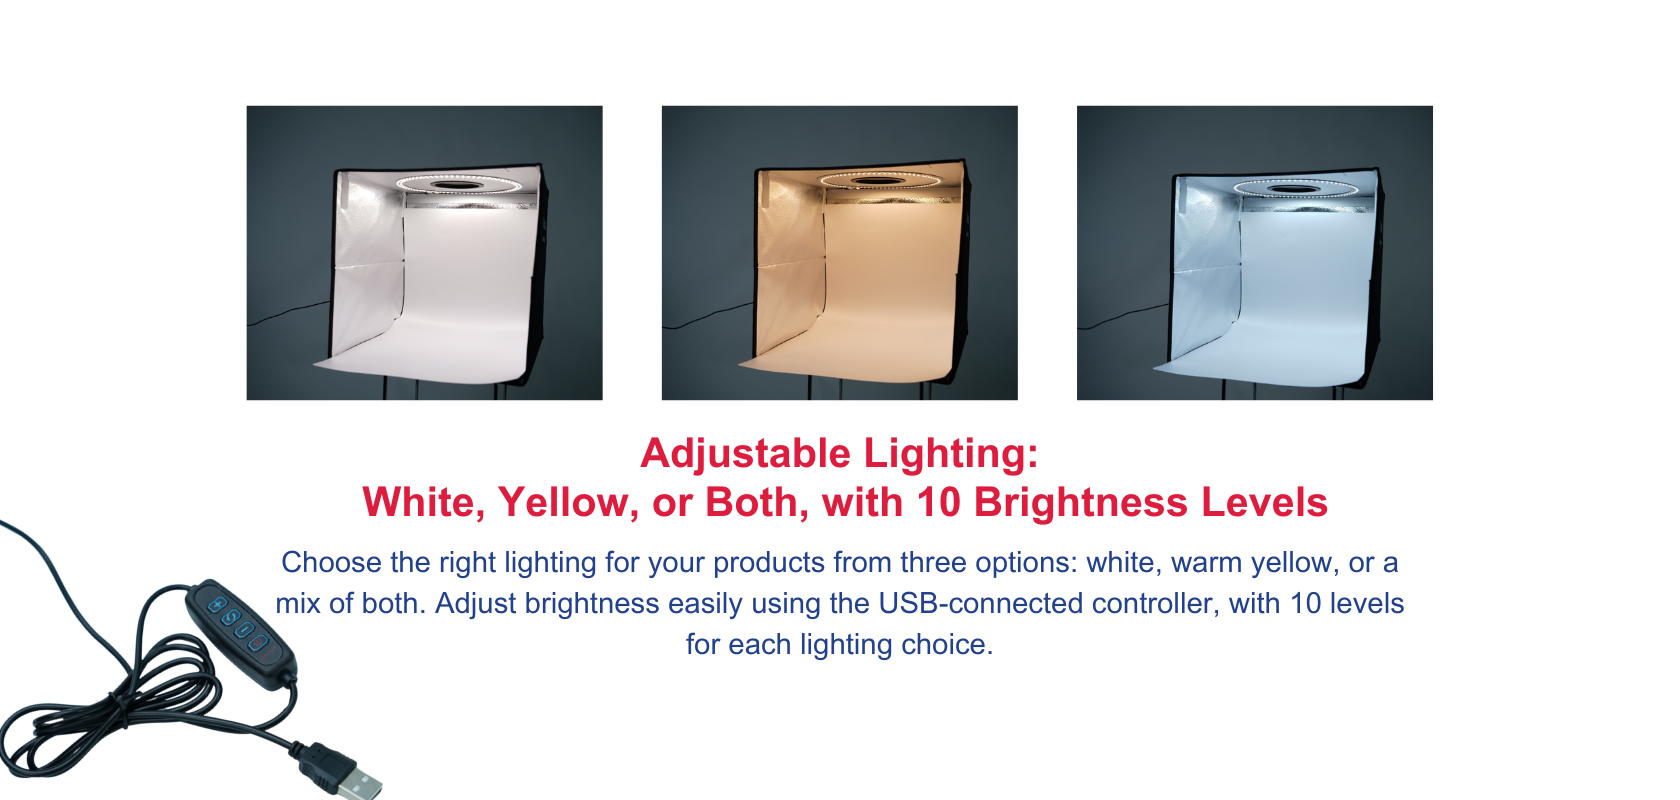 Adjustable Lighting:
White, Yellow, or Both, with 10 Brightness Levels
Choose the right lighting for your products from three options: white, warm yellow, or a
mix of both. Adjust brightness easily using the USB-connected controller, with 10 levels
for each lighting choice.